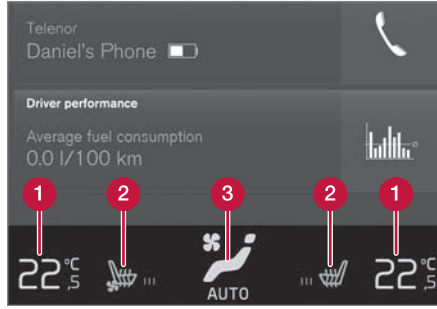 Telenor
Daniel's Phone
Driver performance
Average fuel consumption
0.0 l/100 km
1 2 3 2 1
22 °C ,5 22 °C ,5
AUTO